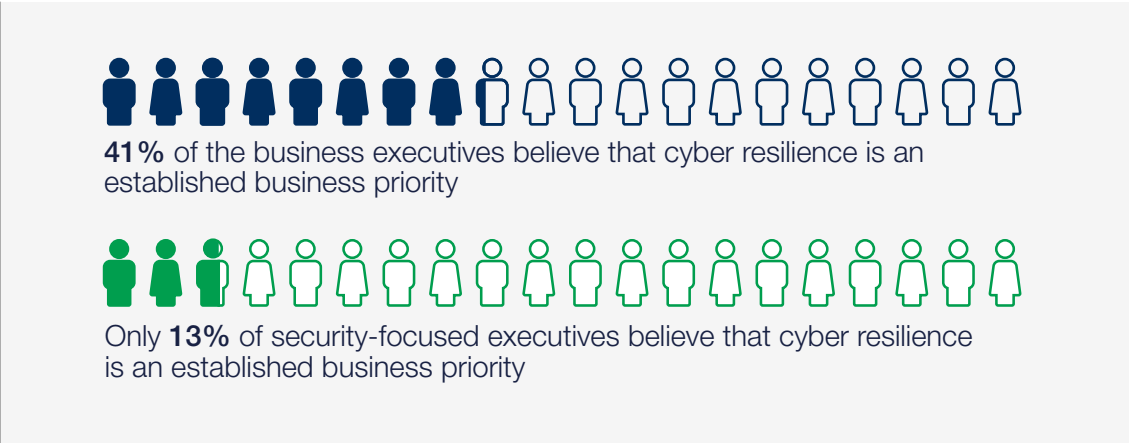 41% of the business executives believe that cyber resilience is an
established business priority
Only 13% of security-focused executives believe that cyber resilience
is an established business priority